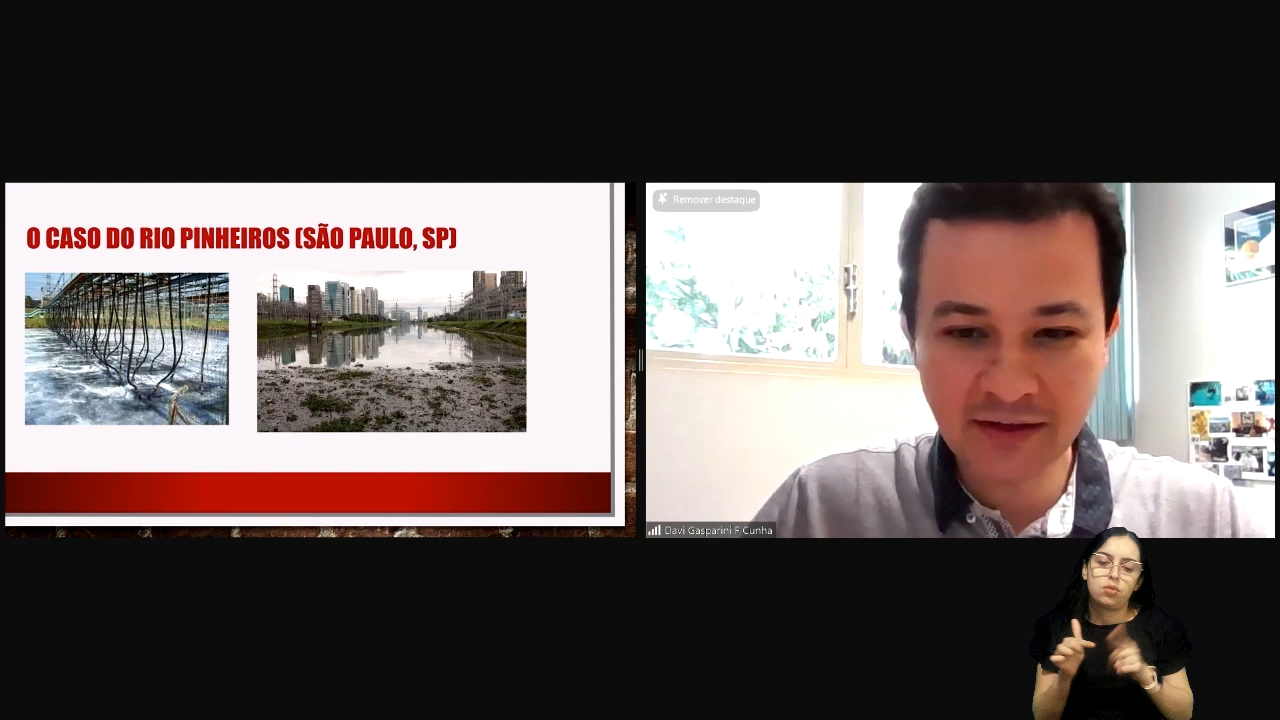 O CASO DO RIO PINHEIROS (SÃO PAULO, SP)
Remover destaque
Davi Gasparini F Cunha